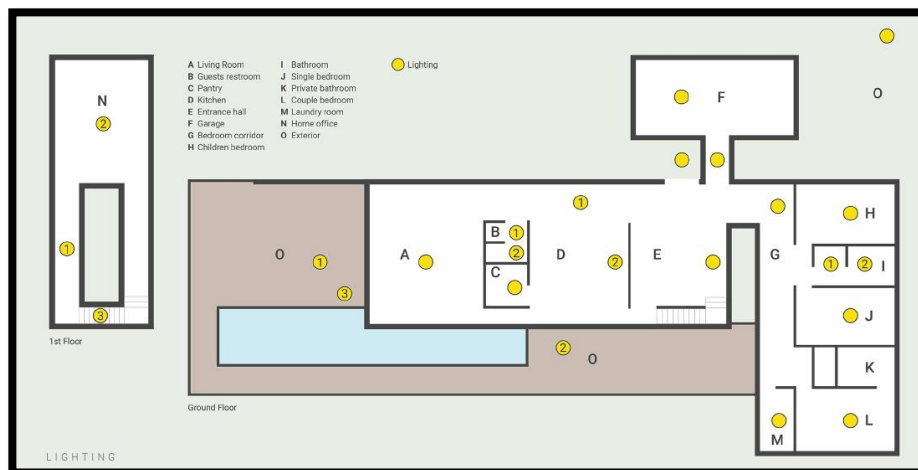 A Living Room
B Guests restroom
C Pantry
D Kitchen
E Entrance hall
F Garage
G Bedroom corridor
H Children bedroom
I Bathroom
J Single bedroom
K Private bathroom
L Couple bedroom
M Laundry room
N Home office
O Exterior
Lighting
N
2
1
3
1st Floor
F
O
O
1
3
A
B
1
2
C
1
D
2
E
G
H
1
2
I
J
K
L
M
2
O
Ground Floor
LIGHTING